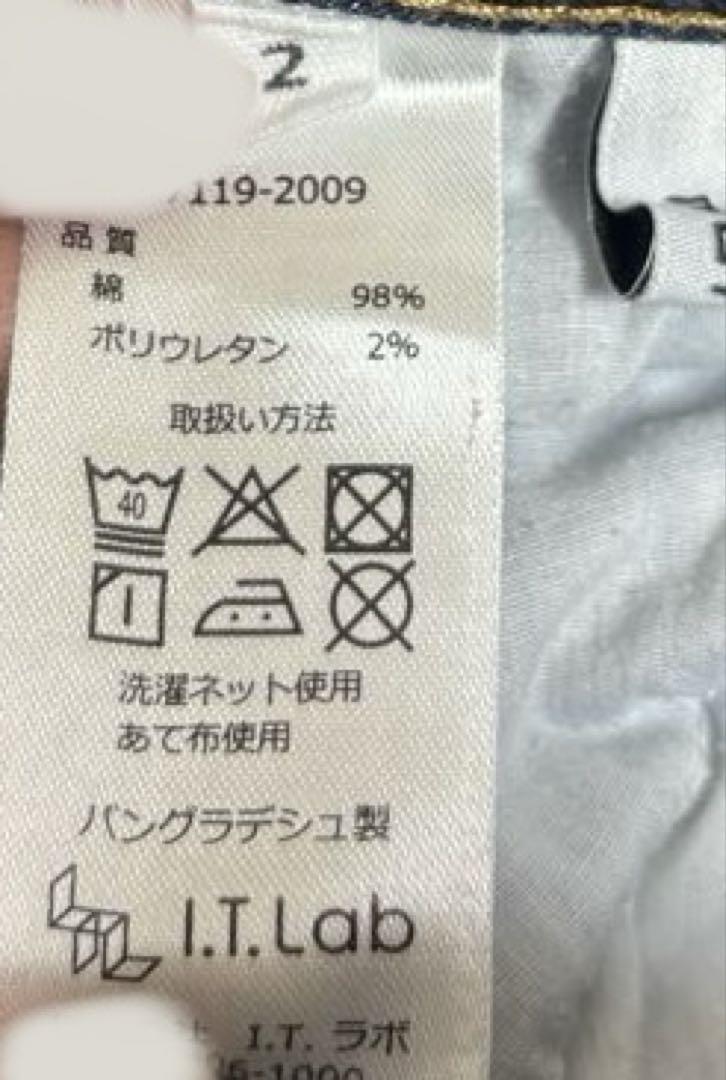 2
119-2009
品質
綿 98%
ポリウレタン 2%
取扱い方法
40
洗濯ネット使用
あて布使用
バングラデシュ製
I.T.Lab
I.T. ラボ